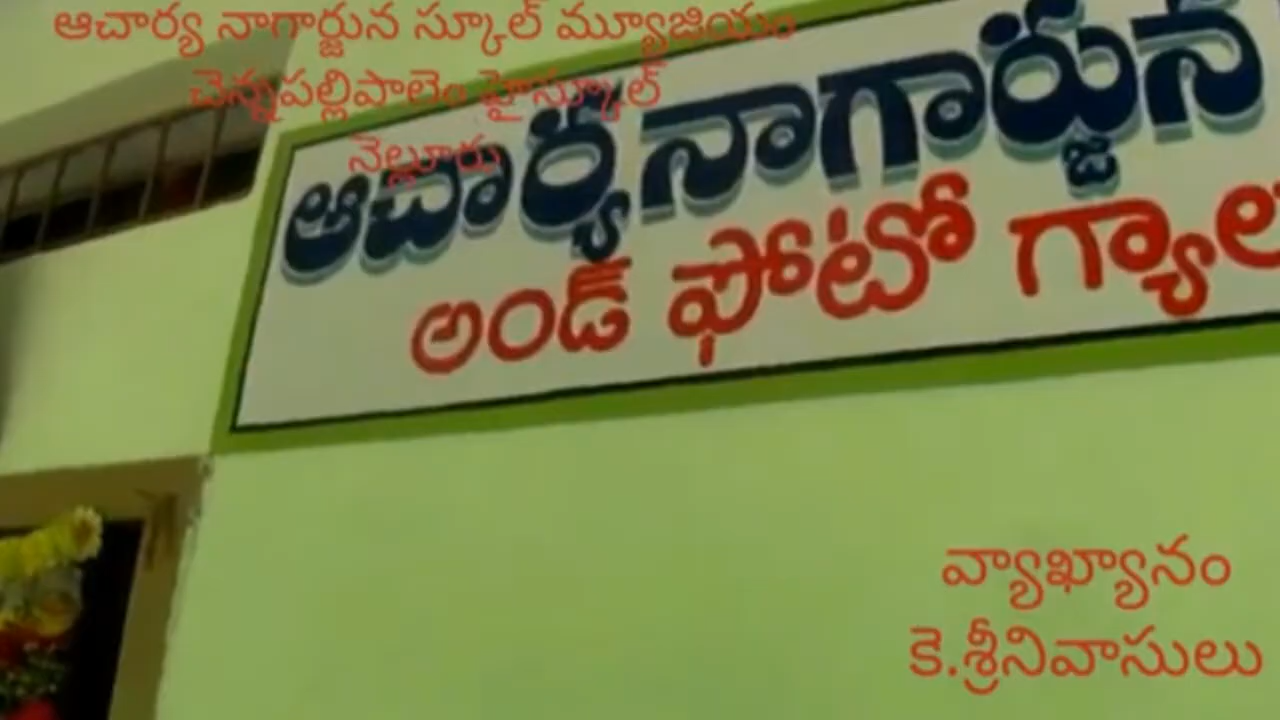 ఆచార్య నాగార్జున స్కూల్ మ్యూజియం
చెన్నపల్లిపాలెం హైస్కూల్
నెల్లూరు
ఆచార్య నాగార్జున
అండ్ ఫోటో గ్యాల
వ్యాఖ్యానం
కె.శ్రీనివాసులు